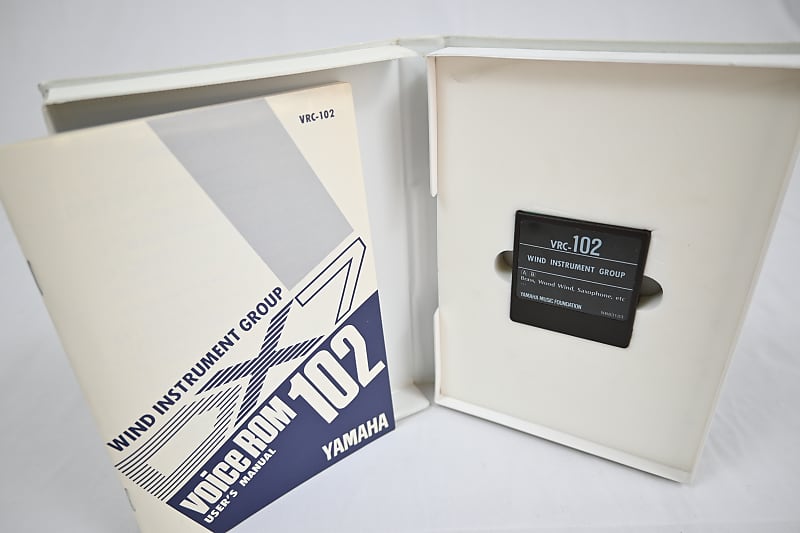 VRC-102
WIND INSTRUMENT GROUP
DX7
Voice ROM 102
USER'S MANUAL
YAMAHA
VRC-102
WIND INSTRUMENT GROUP
A, B:
Brass, Wood Wind, Saxophone, etc
...
YAMAHA MUSIC FOUNDATION